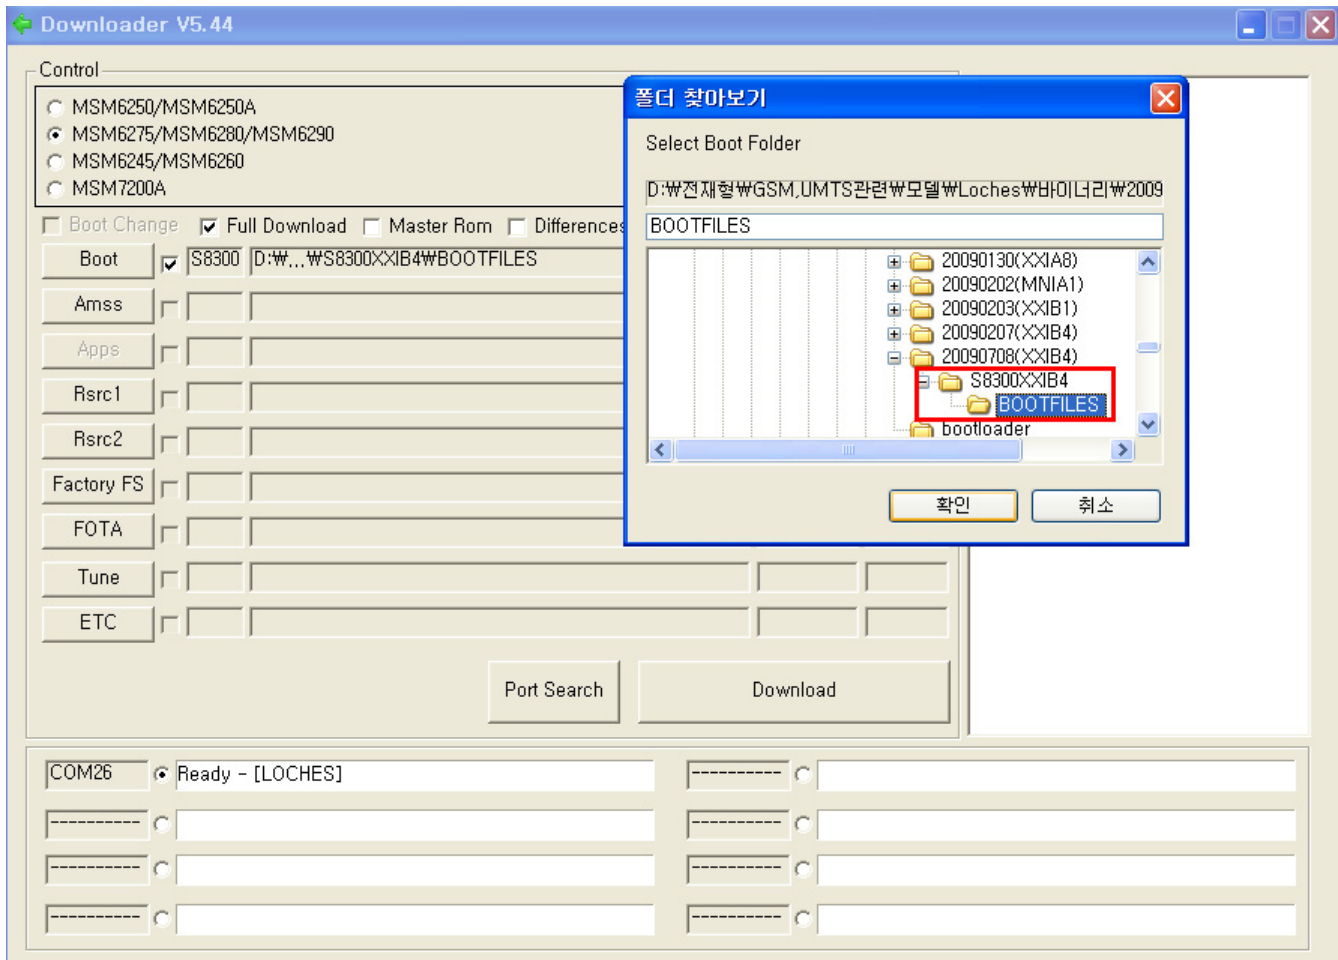 Downloader V5.44
Control
MSM6250/MSM6250A
MSM6275/MSM6280/MSM6290
MSM6245/MSM6260
MSM7200A
Boot Change Full Download Master Rom Differences
Boot S8300 D:₩...₩S8300XXIB4₩BOOTFILES
Amss
Apps
Rsrc1
Rsrc2
Factory FS
FOTA
Tune
ETC
Port Search Download
폴더 찾아보기
Select Boot Folder
D:₩전재형₩GSM,UMTS관련₩모델₩Loches₩바이너리₩2009
BOOTFILES
20090130(XXIA8)
20090202(MNIA1)
20090203(XXIB1)
20090207(XXIB4)
20090708(XXIB4)
S8300XXIB4
BOOTFILES
bootloader
확인 취소
COM26 Ready - [LOCHES] ----------
---------- ----------
---------- ----------
---------- ----------